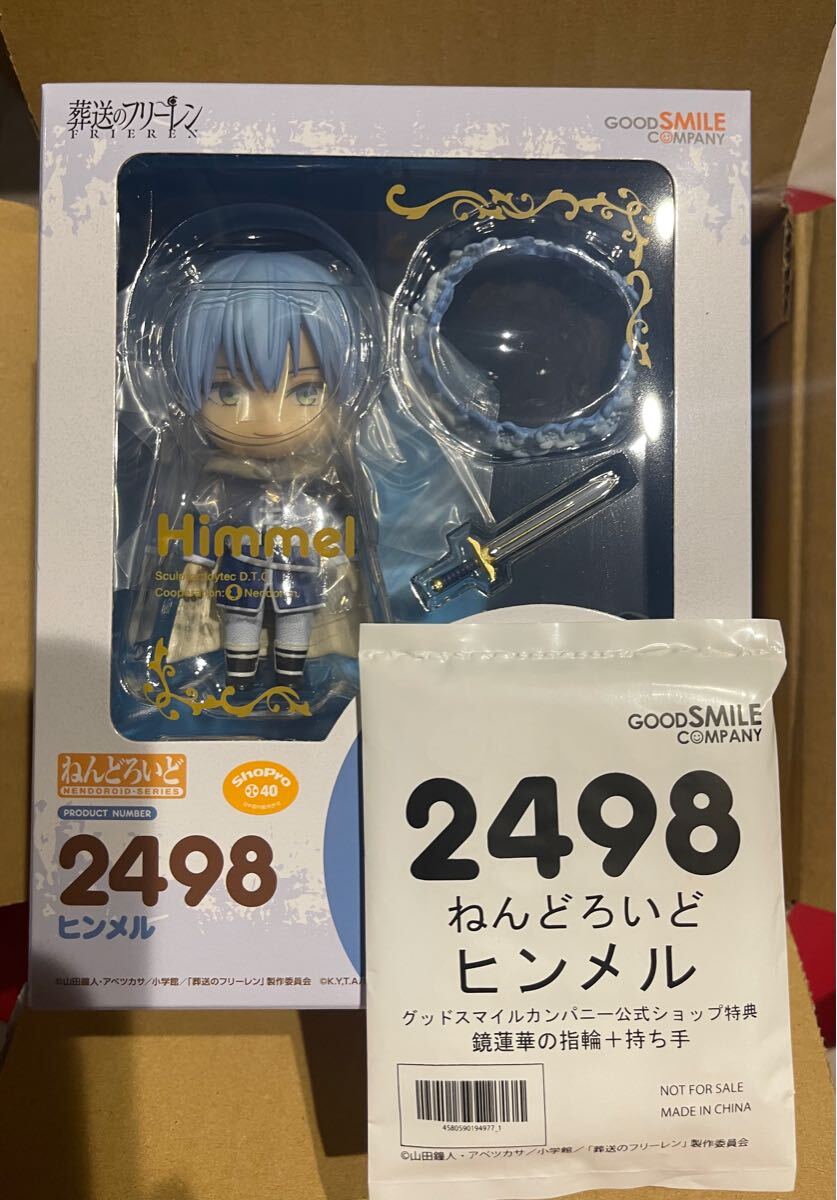 葬送のフリーレン
FRIEREN
GOOD SMILE
COMPANY
Himmel
Sculptor: toytec D.T.C
Cooperation: Nendoron.
ねんどろいど
NENDOROID·SERIES
ShoPro
40
PRODUCT NUMBER
2498
ヒンメル
©山田鐘人・アベツカサ/小学館/「葬送のフリーレン」製作委員会 ©K.Y.T.A./
GOOD SMILE
COMPANY
2498
ねんどろいど
ヒンメル
グッドスマイルカンパニー公式ショップ特典
鏡蓮華の指輪+持ち手
4580590194977_1
NOT FOR SALE
MADE IN CHINA
©山田鐘人・アベツカサ/小学館/「葬送のフリーレン」製作委員会